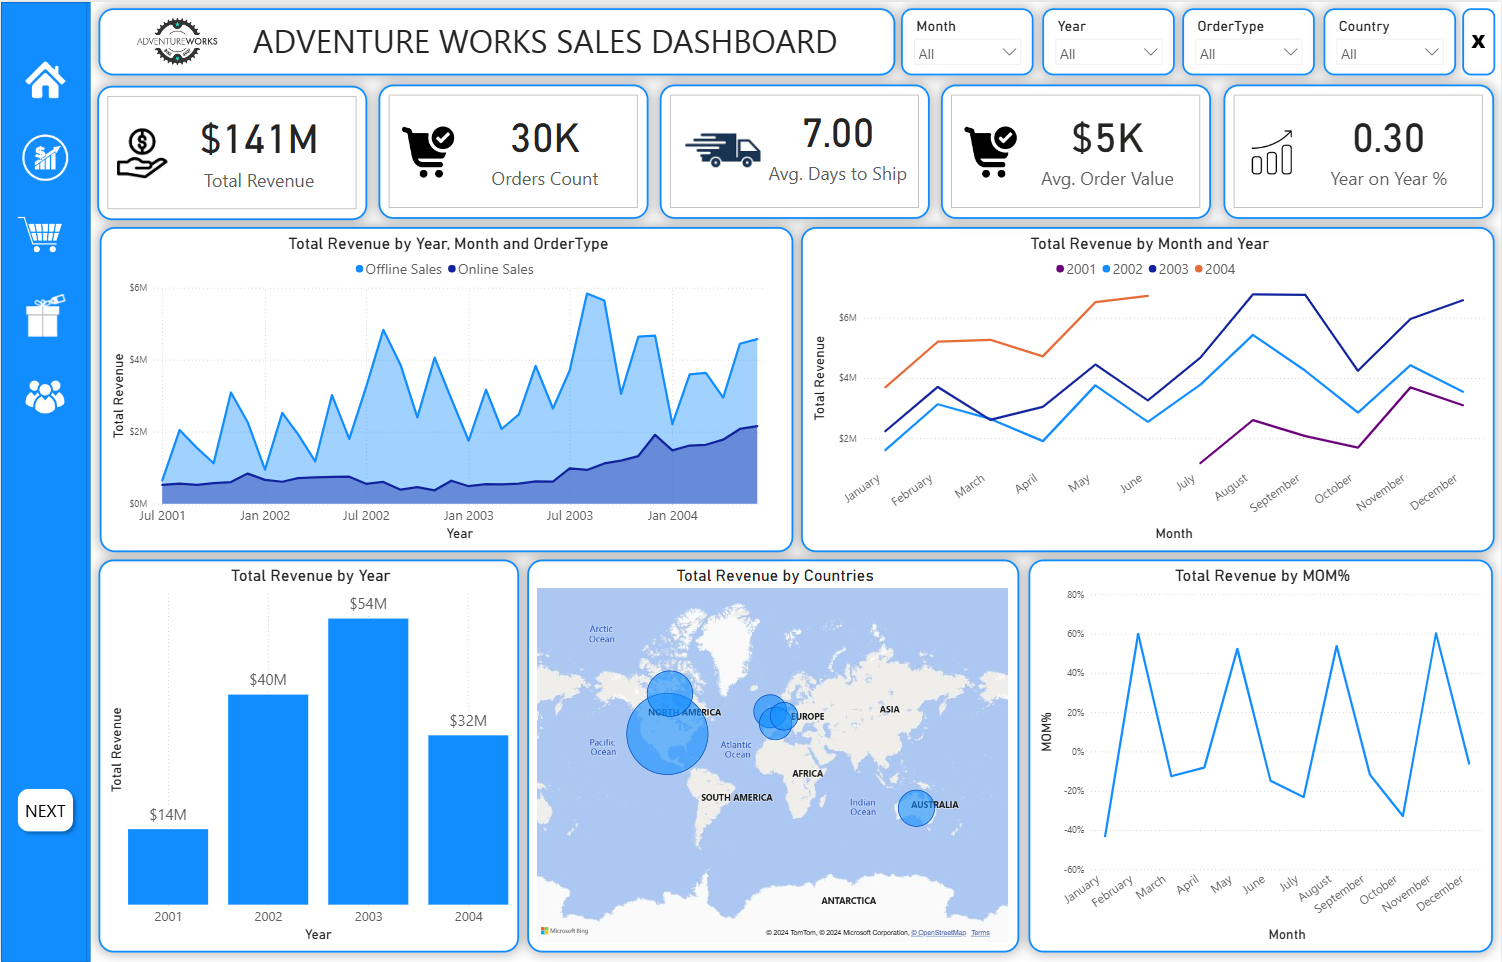 ADVENTUREWORKS
ADVENTURE WORKS SALES DASHBOARD
Month
All
Year
All
OrderType
All
Country
All
X
$141M
Total Revenue
30K
Orders Count
7.00
Avg. Days to Ship
$5K
Avg. Order Value
0.30
Year on Year %
Total Revenue by Year, Month and OrderType
Offline Sales Online Sales
Total Revenue
$6M
$4M
$2M
$0M
Jul 2001 Jan 2002 Jul 2002 Jan 2003 Jul 2003 Jan 2004
Year
Total Revenue by Month and Year
2001 2002 2003 2004
Total Revenue
$6M
$4M
$2M
January February March April May June July August September October November December
Month
Total Revenue by Year
Total Revenue
$14M
$40M
$54M
$32M
2001 2002 2003 2004
Year
Total Revenue by Countries
Arctic
Ocean
NORTH AMERICA
EUROPE
ASIA
Pacific
Ocean
Atlantic
Ocean
AFRICA
SOUTH AMERICA
Indian
Ocean
AUSTRALIA
ANTARCTICA
Microsoft Bing
© 2024 TomTom, © 2024 Microsoft Corporation, © OpenStreetMap Terms
Total Revenue by MOM%
MOM%
80%
60%
40%
20%
0%
-20%
-40%
-60%
January February March April May June July August September October November December
Month
NEXT